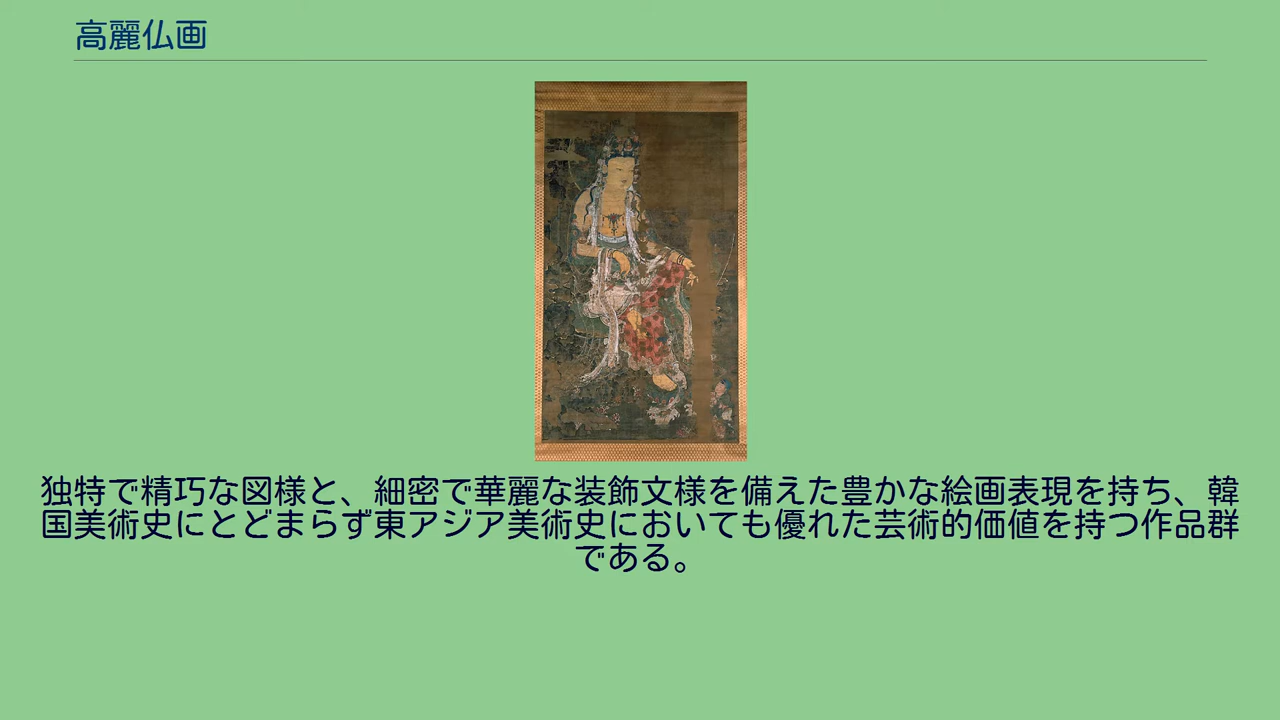 高麗仏画
独特で精巧な図様と、細密で華麗な装飾文様を備えた豊かな絵画表現を持ち、韓
国美術史にとどまらず東アジア美術史においても優れた芸術的価値を持つ作品群
である。